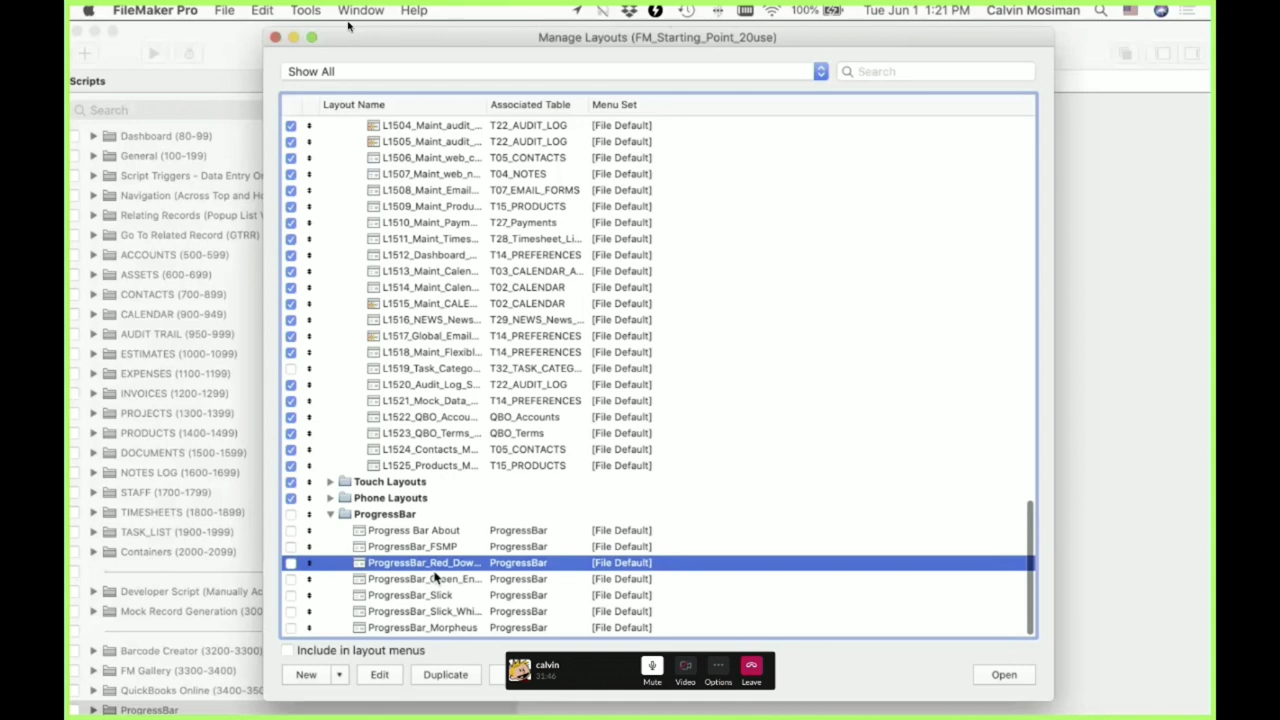 FileMaker Pro File Edit Tools Window Help 100% Tue Jun 1 1:21 PM Calvin Mosiman
Manage Layouts (FM_Starting_Point_20use)
Scripts
Search
Dashboard (80-99)
General (100-199)
Script Triggers - Data Entry On
Navigation (Across Top and Ho
Relating Records (Popup List
Go To Related Record (GTRR)
ACCOUNTS (500-599)
ASSETS (600-699)
CONTACTS (700-899)
CALENDAR (900-949)
AUDIT TRAIL (950-999)
ESTIMATES (1000-1099)
EXPENSES (1100-1199)
INVOICES (1200-1299)
PROJECTS (1300-1399)
PRODUCTS (1400-1499)
DOCUMENTS (1500-1599)
NOTES LOG (1600-1699)
STAFF (1700-1799)
TIMESHEETS (1800-1899)
TASK_LIST (1900-1999)
Containers (2000-2099)
Developer Script (Manually Ac
Mock Record Generation (300
Barcode Creator (3200-3300)
FM Gallery (3300-3400)
QuickBooks Online (3400-350
ProgressBar
Show All
Search
Layout Name Associated Table Menu Set
L1504_Maint_audit_... T22_AUDIT_LOG [File Default]
L1505_Maint_audit_... T22_AUDIT_LOG [File Default]
L1506_Maint_web_c... T05_CONTACTS [File Default]
L1507_Maint_web_n... T04_NOTES [File Default]
L1508_Maint_Email... T07_EMAIL_FORMS [File Default]
L1509_Maint_Produ... T15_PRODUCTS [File Default]
L1510_Maint_Paym... T27_Payments [File Default]
L1511_Maint_Times... T28_Timesheet_Li... [File Default]
L1512_Dashboard_... T14_PREFERENCES [File Default]
L1513_Maint_Calen... T03_CALENDAR_A... [File Default]
L1514_Maint_Calen... T02_CALENDAR [File Default]
L1515_Maint_CALE... T02_CALENDAR [File Default]
L1516_NEWS_News... T29_NEWS_News_... [File Default]
L1517_Global_Email... T14_PREFERENCES [File Default]
L1518_Maint_Flexibl... T14_PREFERENCES [File Default]
L1519_Task_Catego... T32_TASK_CATEG... [File Default]
L1520_Audit_Log_S... T22_AUDIT_LOG [File Default]
L1521_Mock_Data_... T14_PREFERENCES [File Default]
L1522_QBO_Accou... QBO_Accounts [File Default]
L1523_QBO_Terms_... QBO_Terms [File Default]
L1524_Contacts_M... T05_CONTACTS [File Default]
L1525_Products_M... T15_PRODUCTS [File Default]
Touch Layouts
Phone Layouts
ProgressBar
Progress Bar About ProgressBar [File Default]
ProgressBar_FSMP ProgressBar [File Default]
ProgressBar_Red_Dow... ProgressBar [File Default]
ProgressBar_Green_En... ProgressBar [File Default]
ProgressBar_Slick ProgressBar [File Default]
ProgressBar_Slick_Whi... ProgressBar [File Default]
ProgressBar_Morpheus ProgressBar [File Default]
Include in layout menus
New Edit Duplicate Open
calvin
31:46
Mute Video Options Leave